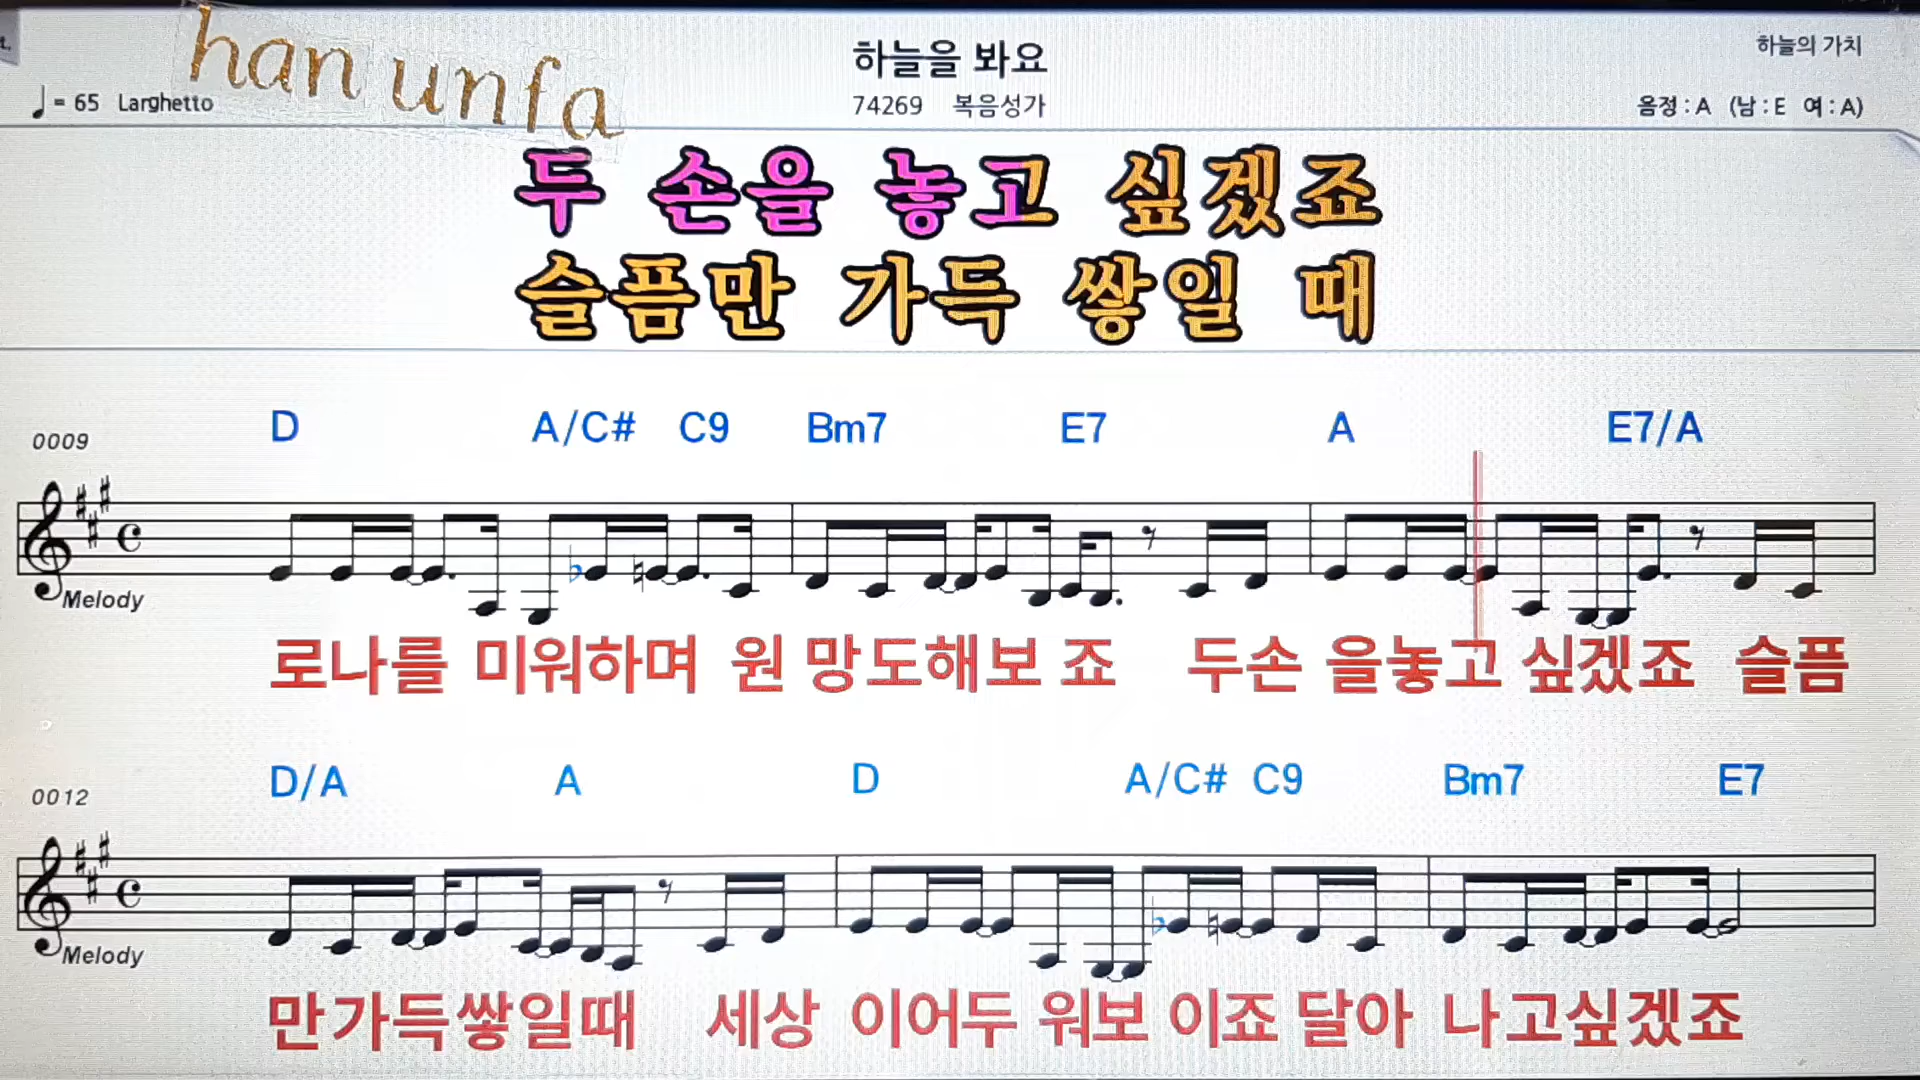 han unfa
하늘을 봐요
하늘의 가치
♩= 65 Larghetto
74269 복음성가
음정 : A (남 : E 여 : A)
두 손을 놓고 싶겠죠
슬픔만 가득 쌓일 때
D A/C# C9 Bm7 E7 A E7/A
0009
Melody
로나를 미워하며 원 망도해보 죠 두손 을놓고 싶겠죠 슬픔
D/A A D A/C# C9 Bm7 E7
0012
Melody
만가득쌓일때 세상 이어두 워보 이죠 달아 나고싶겠죠